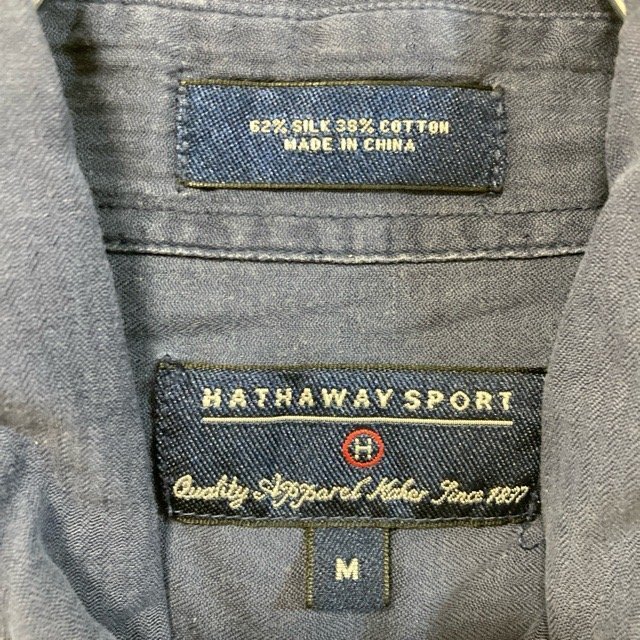 62% SILK 38% COTTON
MADE IN CHINA
HATHAWAY SPORT
H
Quality Apparel Maker Since 1837
M